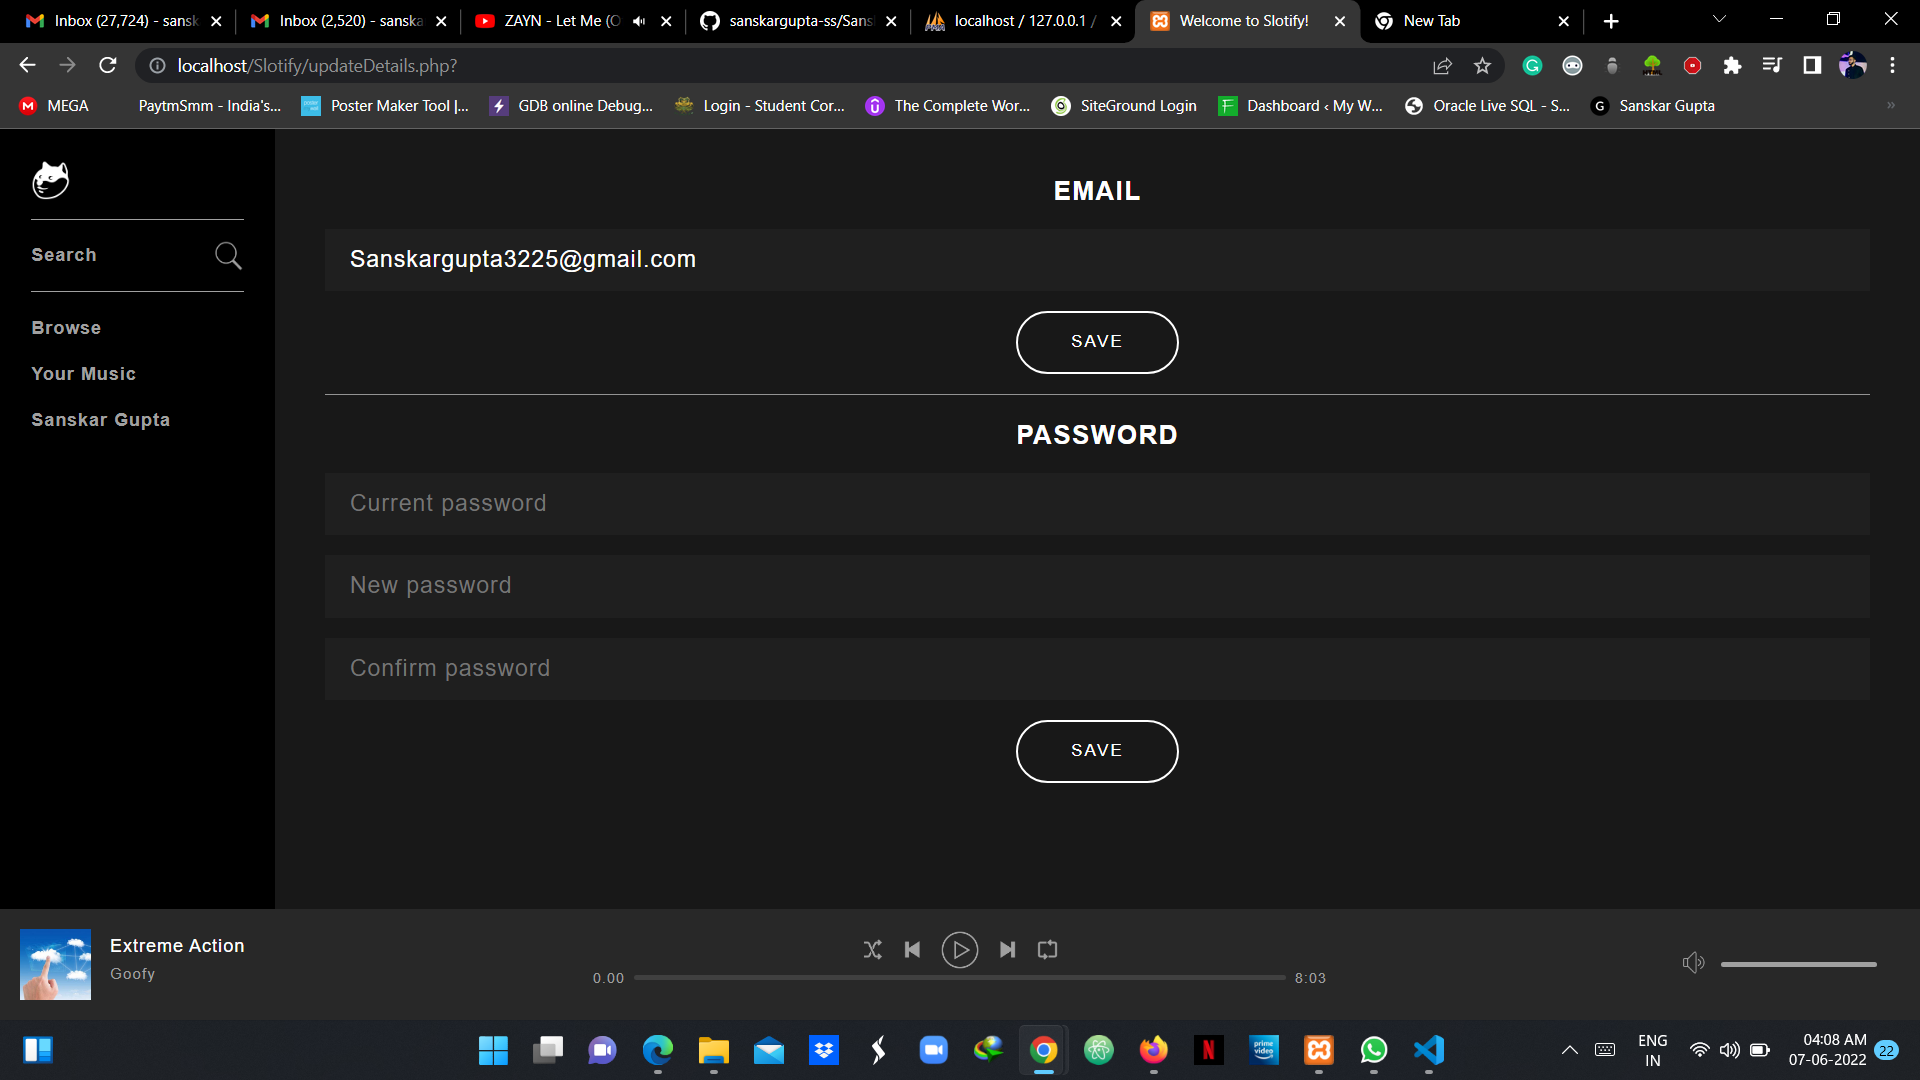 Inbox (27,724) - sansk
Inbox (2,520) - sanska
ZAYN - Let Me (O
sanskargupta-ss/Sans
localhost / 127.0.0.1 /
Welcome to Slotify!
New Tab
localhost/Slotify/updateDetails.php?
MEGA
PaytmSmm - India's...
Poster Maker Tool |...
GDB online Debug...
Login - Student Cor...
The Complete Wor...
SiteGround Login
Dashboard ‹ My W...
Oracle Live SQL - S...
G
Sanskar Gupta
Search
Browse
Your Music
Sanskar Gupta
EMAIL
Sanskargupta3225@gmail.com
SAVE
PASSWORD
Current password
New password
Confirm password
SAVE
Extreme Action
Goofy
0.00
8:03
prime video
ENG
IN
04:08 AM
07-06-2022
22